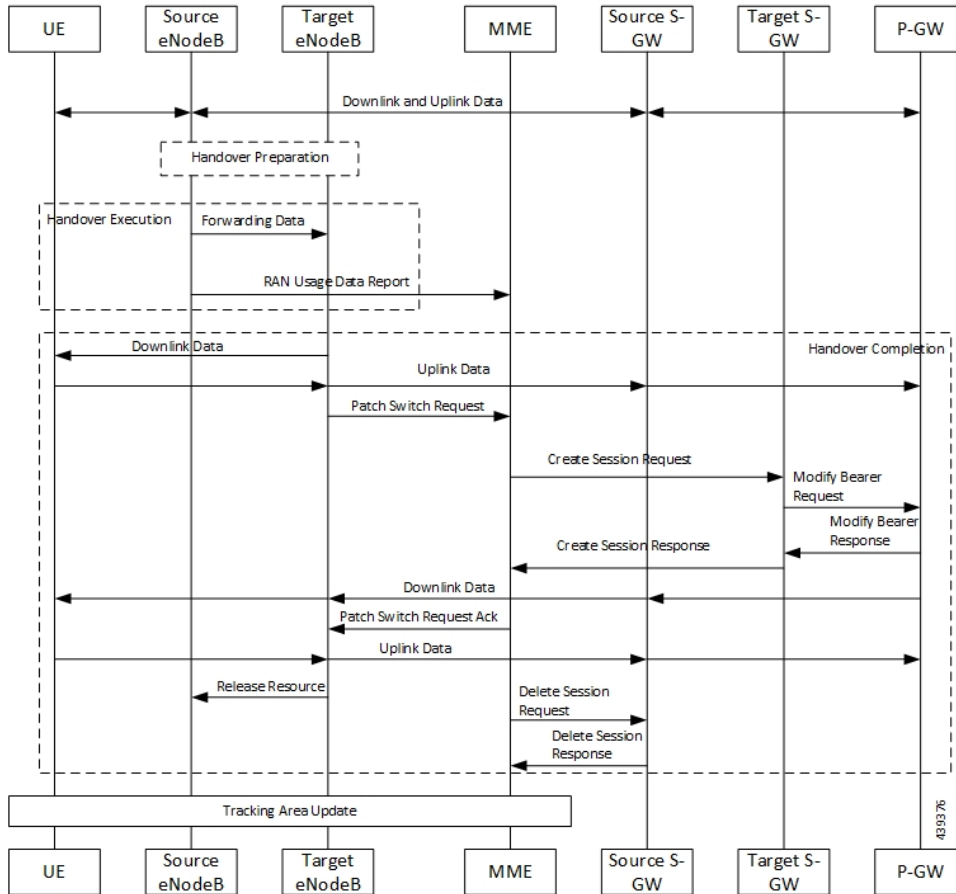 UE
Source
eNodeB
Target
eNodeB
MME
Source S-
GW
Target S-
GW
P-GW
Downlink and Uplink Data
Handover Preparation
Handover Execution
Forwarding Data
RAN Usage Data Report
Downlink Data
Handover Completion
Uplink Data
Patch Switch Request
Create Session Request
Modify Bearer
Request
Modify Bearer
Response
Create Session Response
Downlink Data
Patch Switch Request Ack
Uplink Data
Release Resource
Delete Session
Request
Delete Session
Response
Tracking Area Update
439376
UE
Source
eNodeB
Target
eNodeB
MME
Source S-
GW
Target S-
GW
P-GW